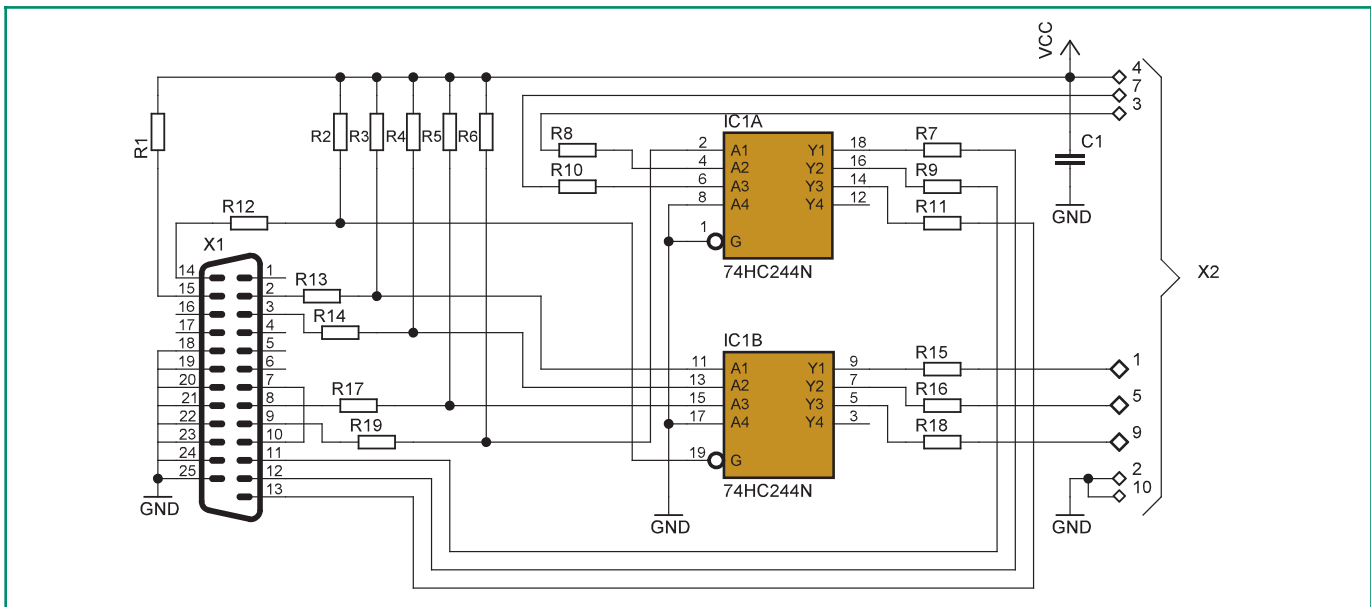 VCC
4
7
3
R1
R2
R3
R4
R5
R6
R8
R10
IC1A
2 A1 Y1 18
4 A2 Y2 16
6 A3 Y3 14
8 A4 Y4 12
1 G
74HC244N
R7
R9
R11
C1
GND
R12
X1
14 1
15 2
16 3
17 4
18 5
19 6
20 7
21 8
22 9
23 10
24 11
25 12
13
GND
R13
R14
R17
R19
IC1B
11 A1 Y1 9
13 A2 Y2 7
15 A3 Y3 5
17 A4 Y4 3
19 G
74HC244N
GND
R15
R16
R18
1
5
9
2
10
GND
X2